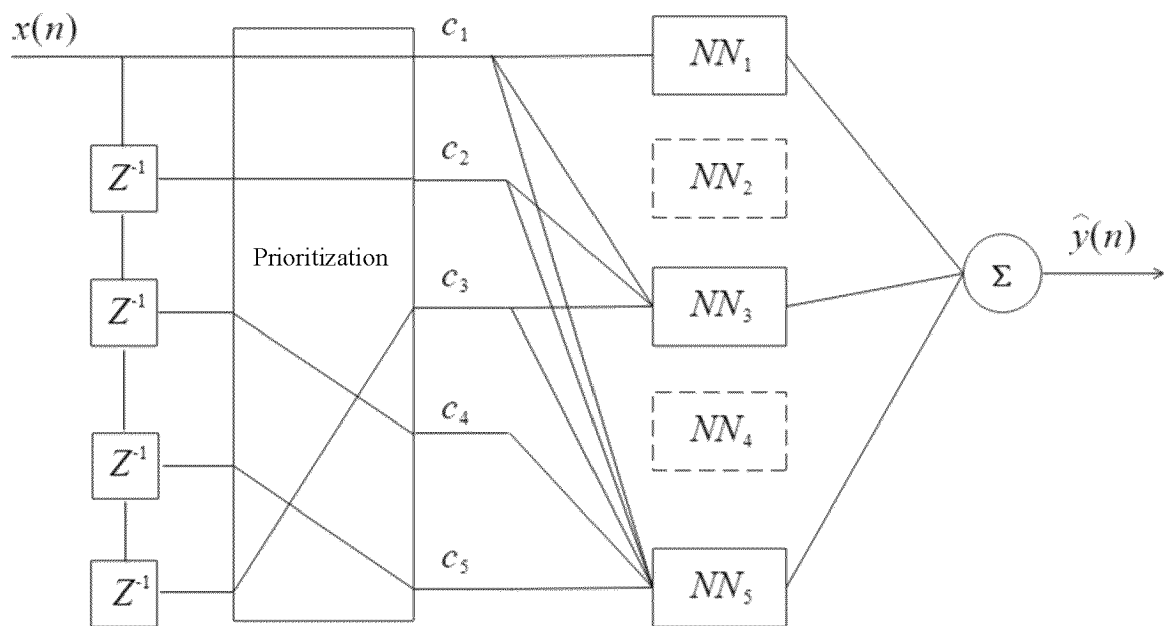 x(n)
c₁
NN₁
Z⁻¹
c₂
NN₂
Prioritization
Z⁻¹
c₃
NN₃
Σ
ŷ(n)
Z⁻¹
c₄
NN₄
Z⁻¹
c₅
NN₅